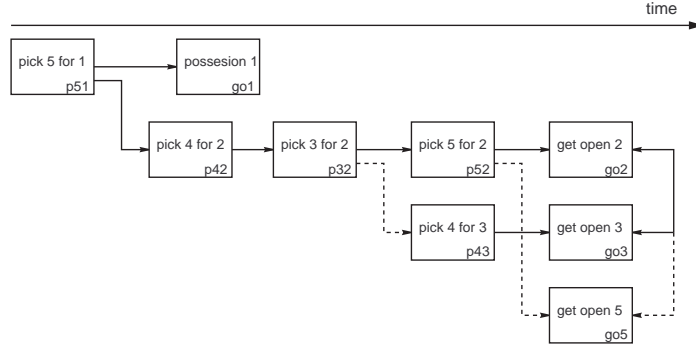 time
pick 5 for 1
p51
possesion 1
go1
pick 4 for 2
p42
pick 3 for 2
p32
pick 5 for 2
p52
get open 2
go2
pick 4 for 3
p43
get open 3
go3
get open 5
go5